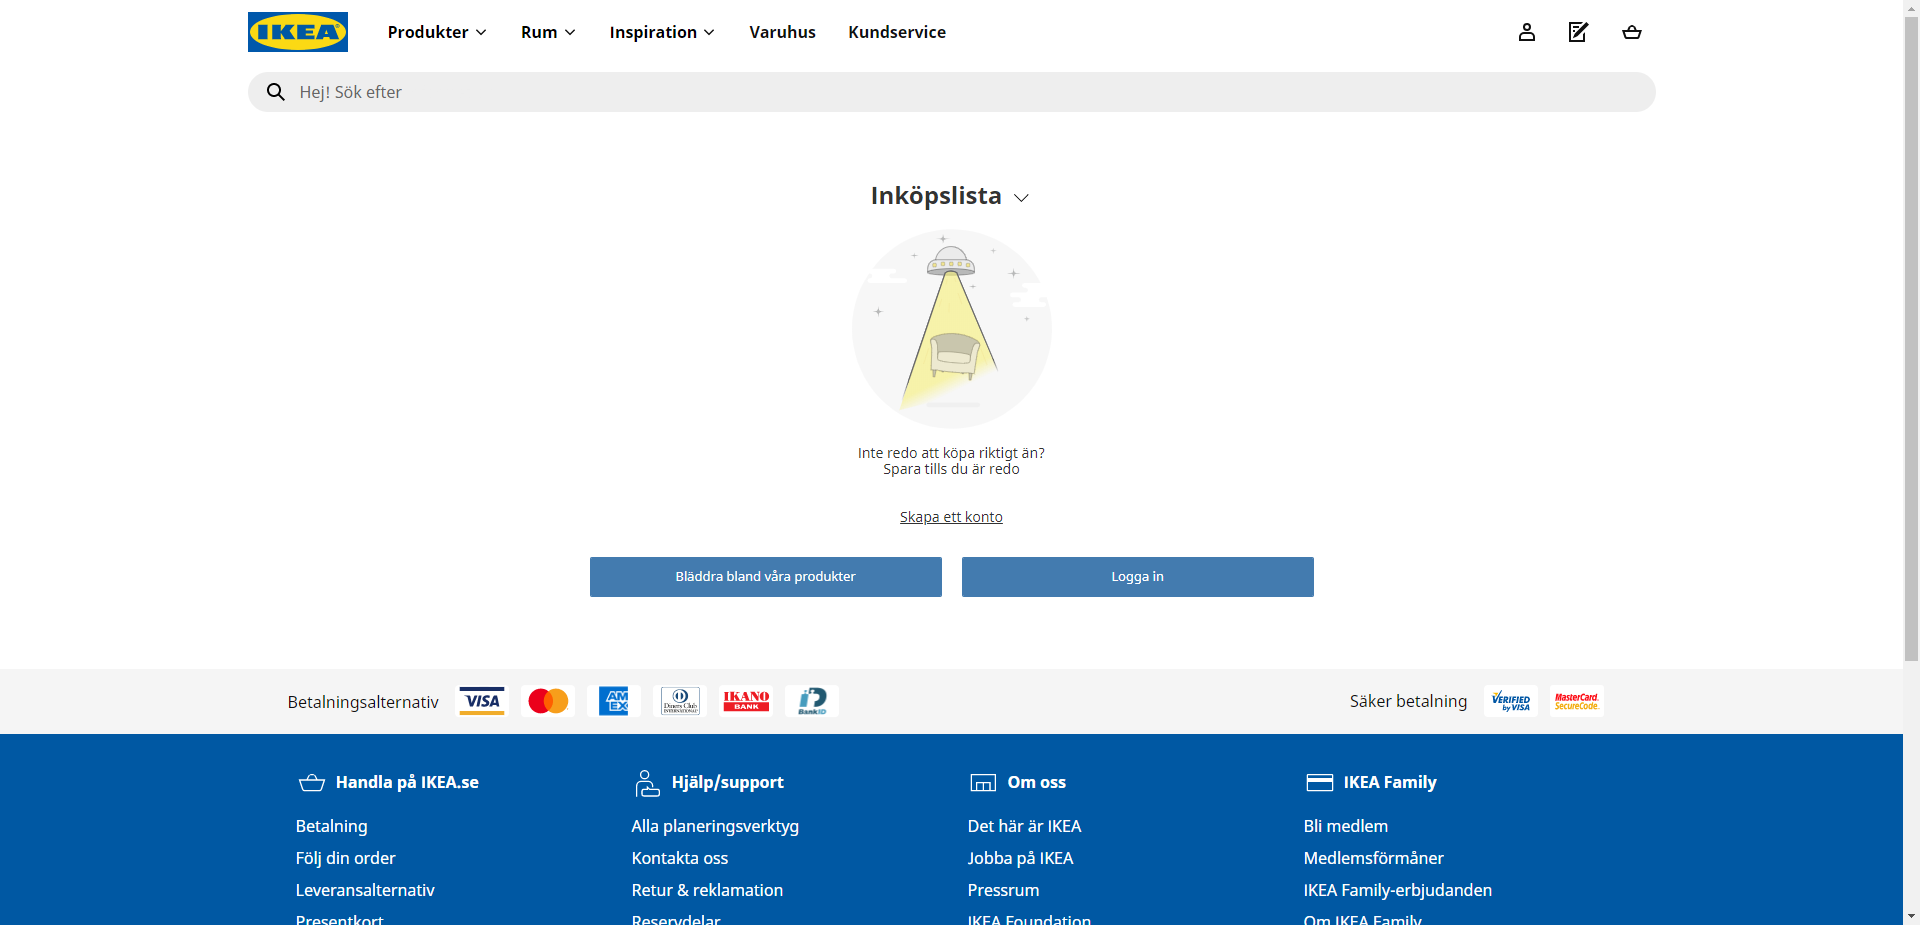 IKEA
Produkter
Rum
Inspiration
Varuhus
Kundservice
Hej! Sök efter
Inköpslista
Inte redo att köpa riktigt än?
Spara tills du är redo
Skapa ett konto
Bläddra bland våra produkter
Logga in
Betalningsalternativ
VISA
AM
EX
Diners Club
INTERNATIONAL
IKANO
BANK
BankID
Säker betalning
VERIFIED
by VISA
MasterCard.
SecureCode.
Handla på IKEA.se
Betalning
Följ din order
Leveransalternativ
Presentkort
Hjälp/support
Alla planeringsverktyg
Kontakta oss
Retur & reklamation
Reservdelar
Om oss
Det här är IKEA
Jobba på IKEA
Pressrum
IKEA Foundation
IKEA Family
Bli medlem
Medlemsförmåner
IKEA Family-erbjudanden
Om IKEA Family